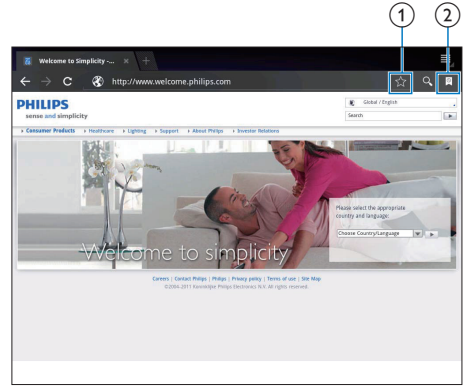 1 2
Welcome to Simplicity -... × +
http://www.welcome.philips.com
PHILIPS
sense and simplicity
Global / English
Search
Consumer Products Healthcare Lighting Support About Philips Investor Relations
Please select the appropriate
country and language:
Choose Country/Language
Welcome to simplicity
Careers | Contact Philips | Philips | Privacy policy | Terms of use | Site Map
©2004-2011 Koninklijke Philips Electronics N.V. All rights reserved.